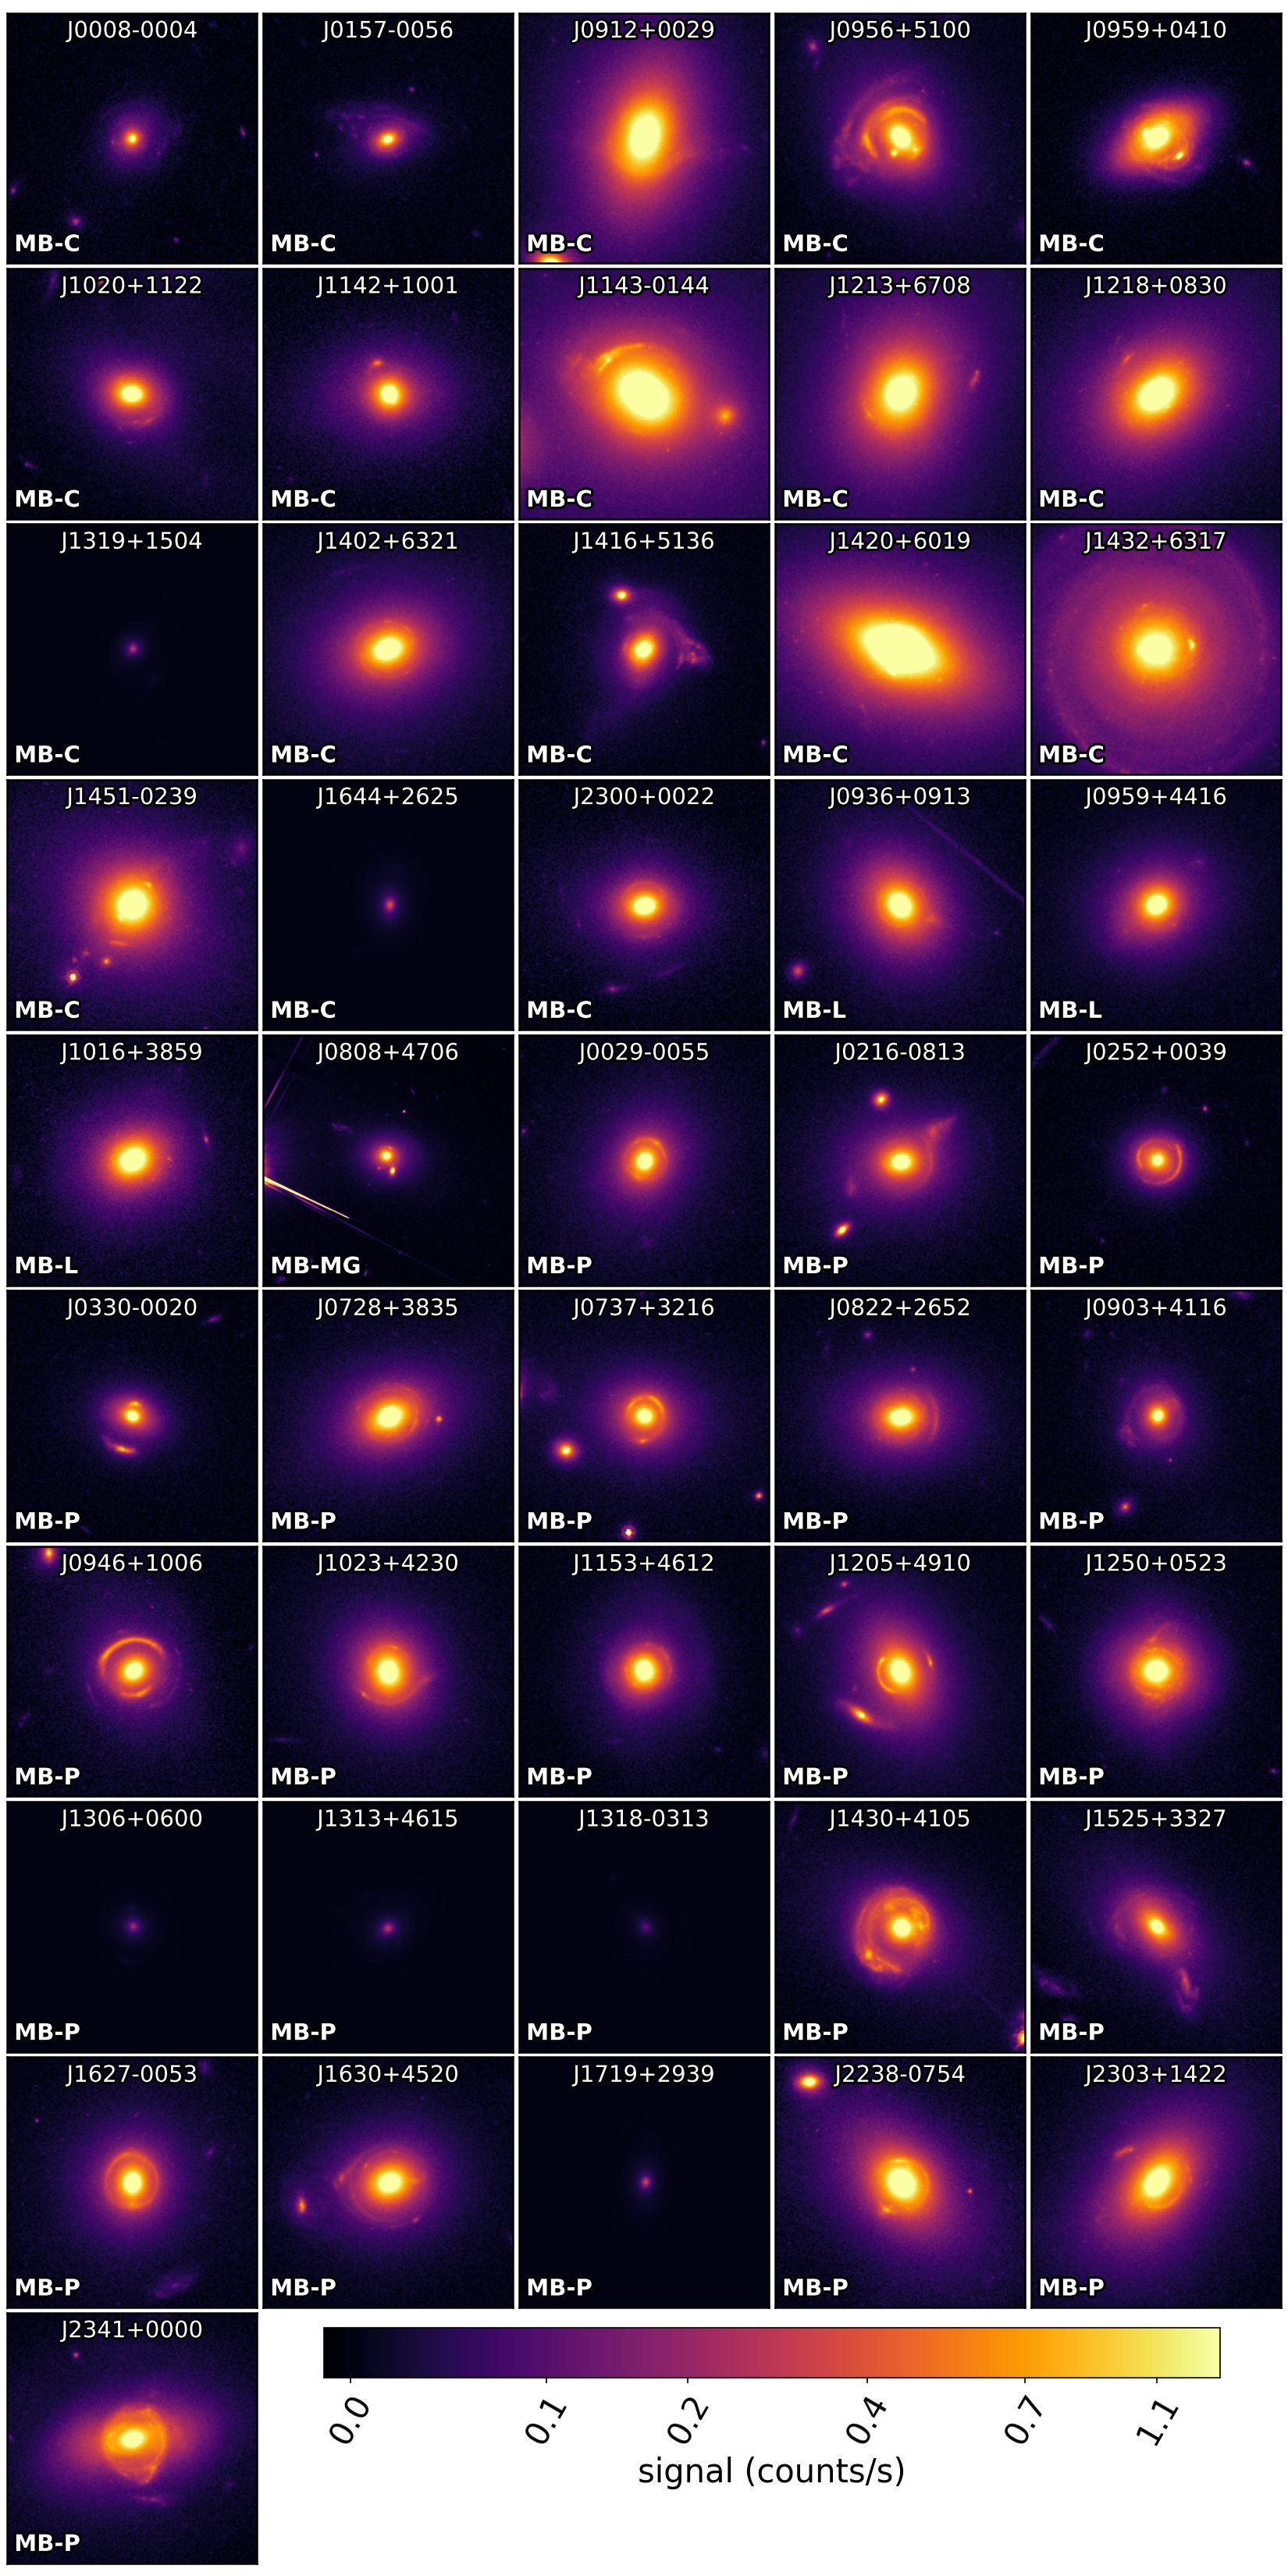 J0008-0004 J0157-0056 J0912+0029 J0956+5100 J0959+0410
MB-C MB-C MB-C MB-C MB-C
J1020+1122 J1142+1001 J1143-0144 J1213+6708 J1218+0830
MB-C MB-C MB-C MB-C MB-C
J1319+1504 J1402+6321 J1416+5136 J1420+6019 J1432+6317
MB-C MB-C MB-C MB-C MB-C
J1451-0239 J1644+2625 J2300+0022 J0936+0913 J0959+4416
MB-C MB-C MB-C MB-L MB-L
J1016+3859 J0808+4706 J0029-0055 J0216-0813 J0252+0039
MB-L MB-MG MB-P MB-P MB-P
J0330-0020 J0728+3835 J0737+3216 J0822+2652 J0903+4116
MB-P MB-P MB-P MB-P MB-P
J0946+1006 J1023+4230 J1153+4612 J1205+4910 J1250+0523
MB-P MB-P MB-P MB-P MB-P
J1306+0600 J1313+4615 J1318-0313 J1430+4105 J1525+3327
MB-P MB-P MB-P MB-P MB-P
J1627-0053 J1630+4520 J1719+2939 J2238-0754 J2303+1422
MB-P MB-P MB-P MB-P MB-P
J2341+0000
MB-P
0.0 0.1 0.2 0.4 0.7 1.1
signal (counts/s)